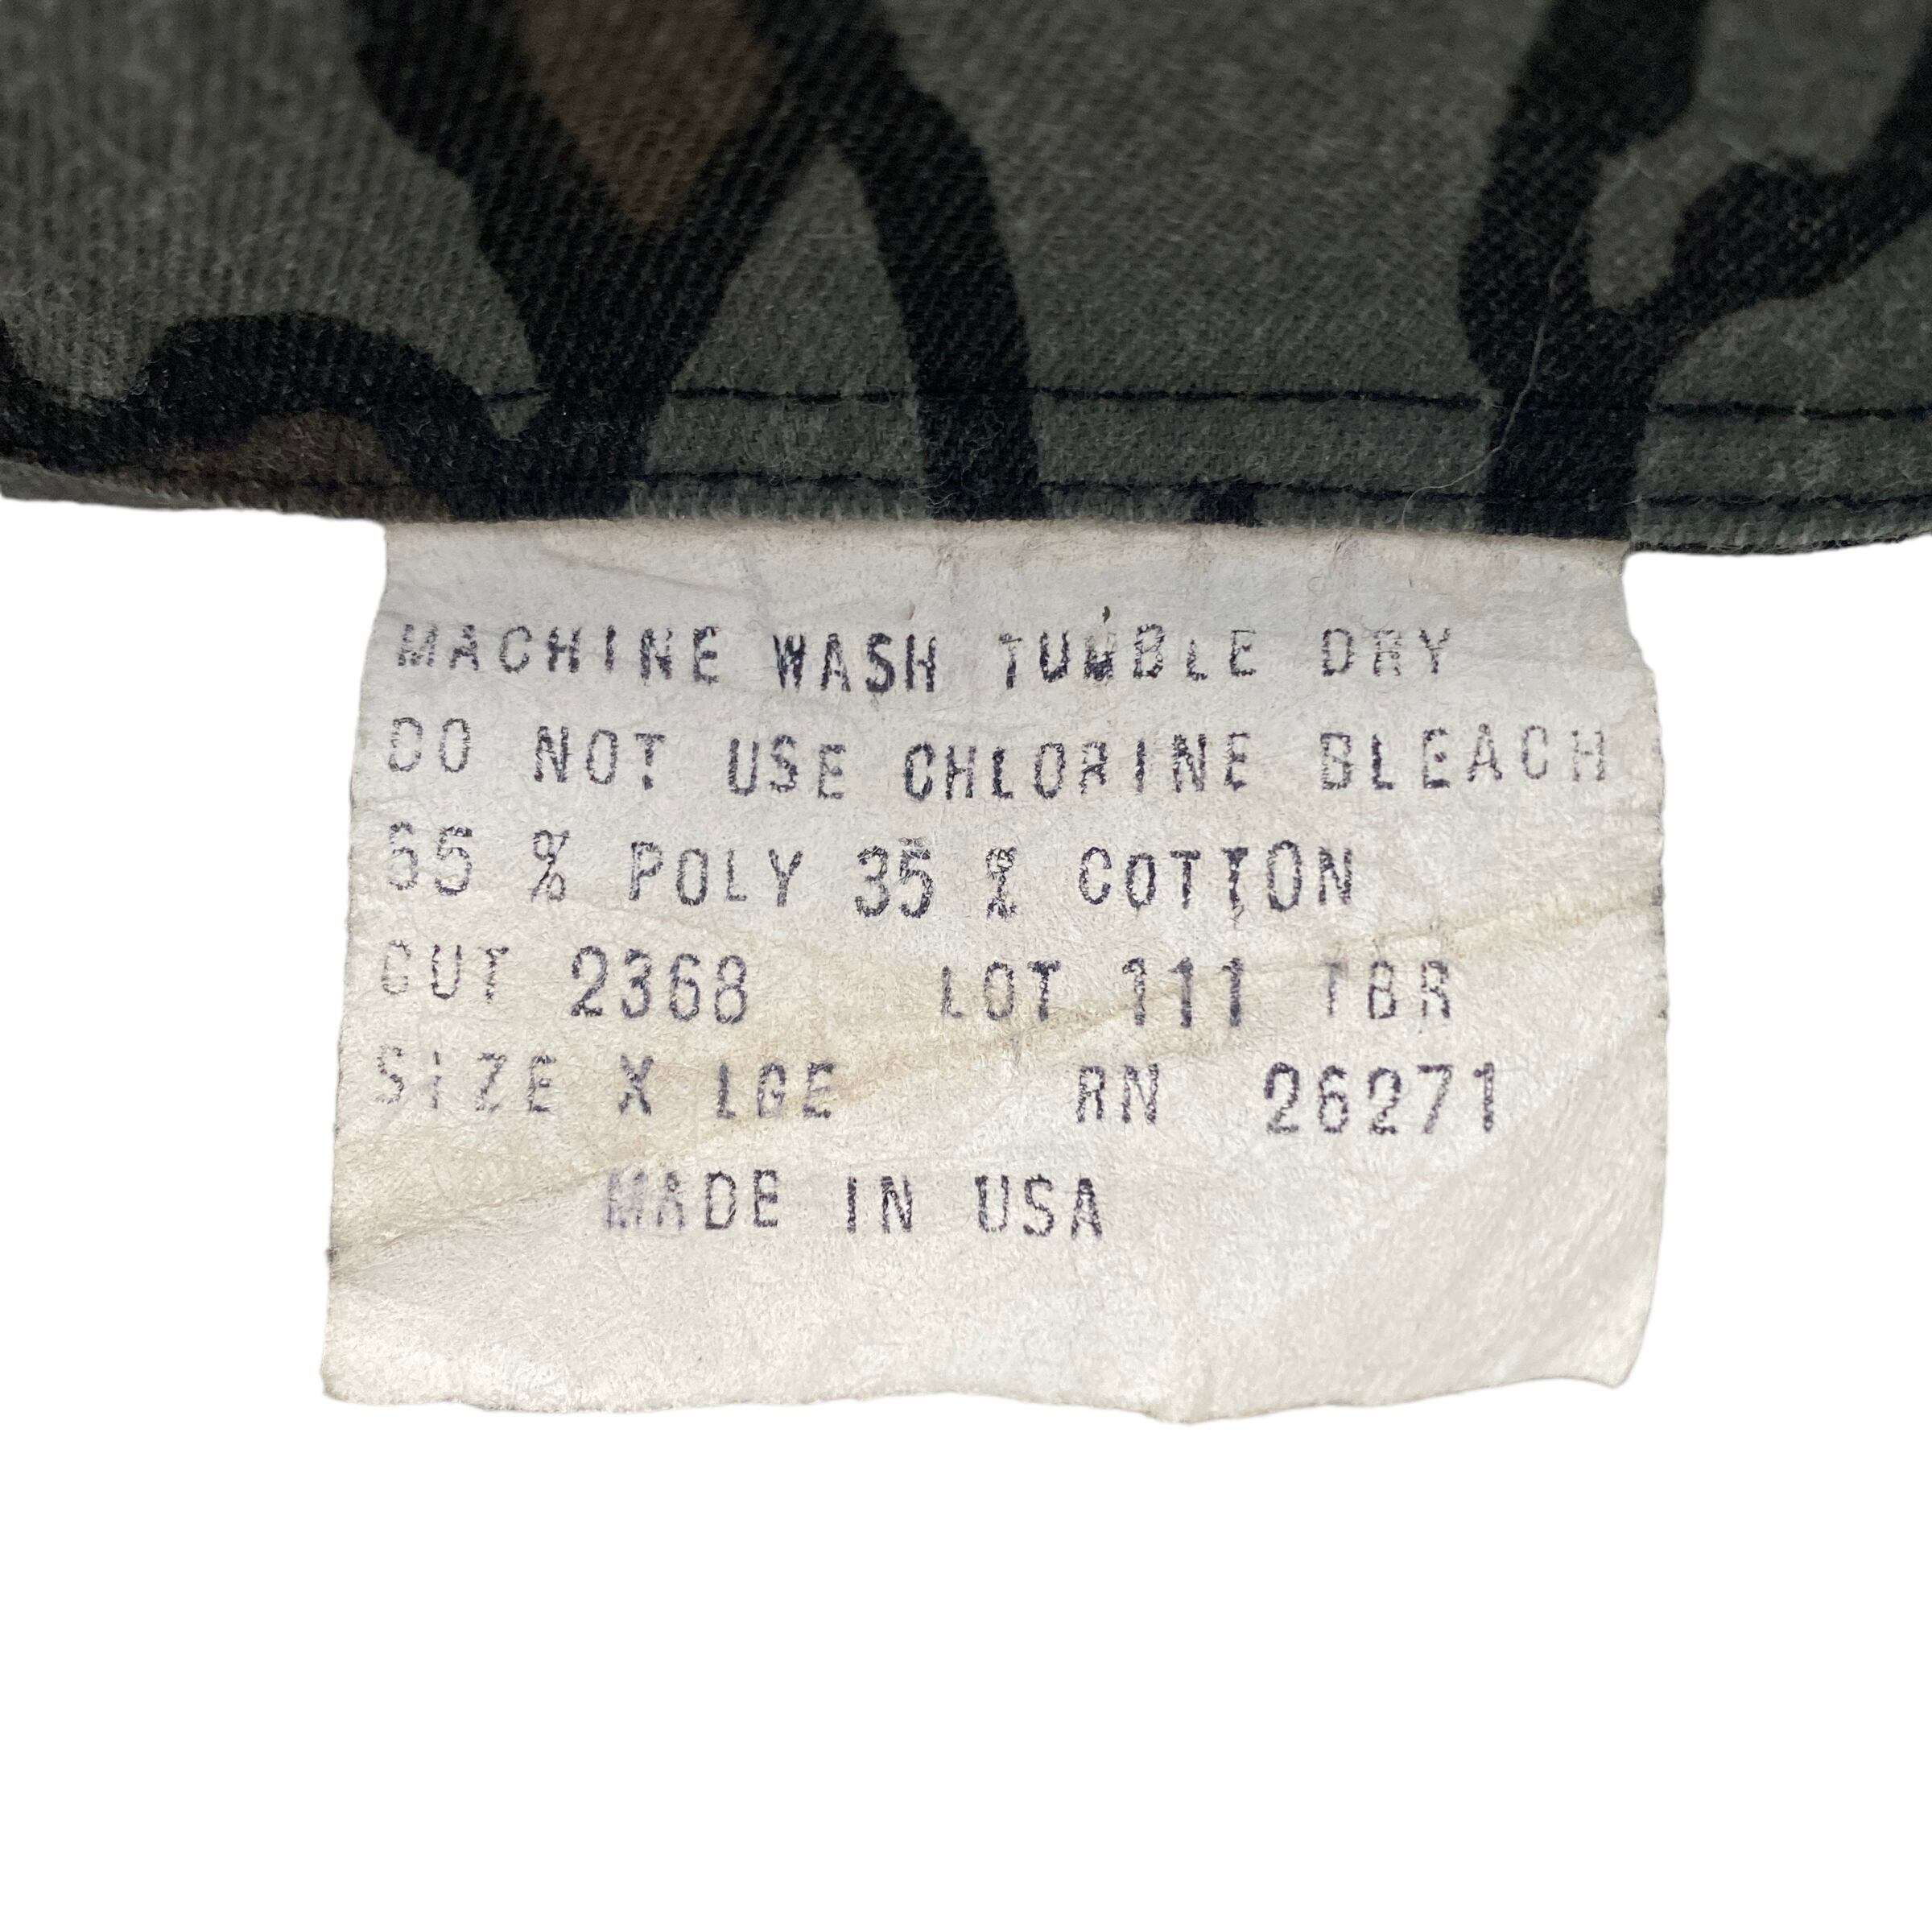 MACHINE WASH TUMBLE DRY
DO NOT USE CHLORINE BLEACH
65 % POLY 35 % COTTON
CUT 2368 LOT 111 TBR
SIZE X LGE RN 26271
MADE IN USA